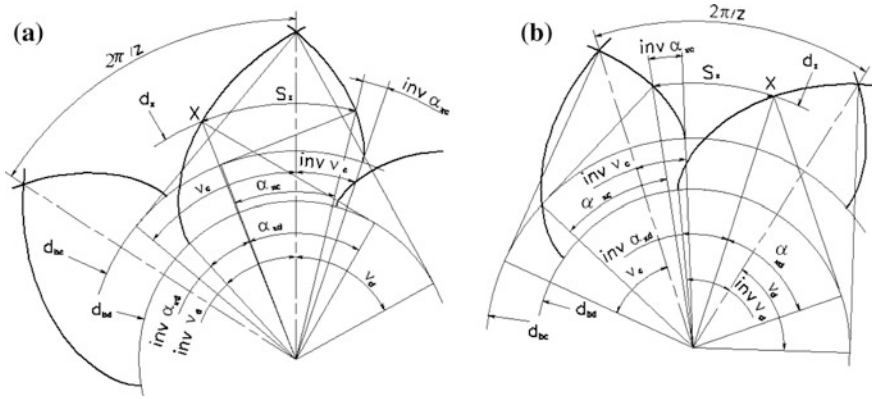 (a)
2π/z
inv α_xc
d_x
X
S_x
inv ν_c
ν_c
α_xc
α_xd
d_bc
d_bd
inv α_xd
inv ν_d
ν_d
(b)
2π/z
inv α_xc
S_x
X
d_x
inv ν_c
α_xc
inv α_xd
ν_c
α_xd
ν_d
inv ν_d
d_bd
d_bc